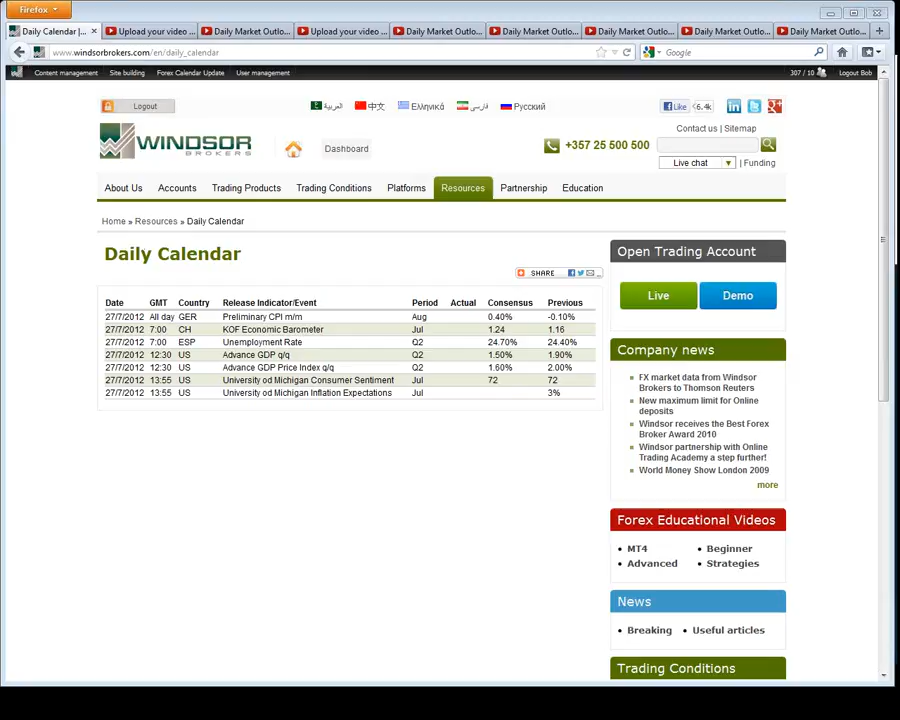 Firefox
Daily Calendar |...
Upload your video ...
Daily Market Outlo...
Upload your video ...
Daily Market Outlo...
Daily Market Outlo...
Daily Market Outlo...
Daily Market Outlo...
Daily Market Outlo...
www.windsorbrokers.com/en/daily_calendar
Google
Content management Site building Forex Calendar Update User management
307 / 10 Logout Bob
Logout
العربية 中文 Ελληνικά فارسی Русский
Like 6.4k
Contact us | Sitemap
WINDSOR
BROKERS
Dashboard
+357 25 500 500
Live chat
| Funding
About Us Accounts Trading Products Trading Conditions Platforms Resources Partnership Education
Home » Resources » Daily Calendar
Daily Calendar
SHARE
Date GMT Country Release Indicator/Event Period Actual Consensus Previous
27/7/2012 All day GER Preliminary CPI m/m Aug 0.40% -0.10%
27/7/2012 7:00 CH KOF Economic Barometer Jul 1.24 1.16
27/7/2012 7:00 ESP Unemployment Rate Q2 24.70% 24.40%
27/7/2012 12:30 US Advance GDP q/q Q2 1.50% 1.90%
27/7/2012 12:30 US Advance GDP Price Index q/q Q2 1.60% 2.00%
27/7/2012 13:55 US University od Michigan Consumer Sentiment Jul 72 72
27/7/2012 13:55 US University od Michigan Inflation Expectations Jul 3%
Open Trading Account
Live Demo
Company news
FX market data from Windsor
Brokers to Thomson Reuters
New maximum limit for Online
deposits
Windsor receives the Best Forex
Broker Award 2010
Windsor partnership with Online
Trading Academy a step further!
World Money Show London 2009
more
Forex Educational Videos
MT4 Beginner
Advanced Strategies
News
Breaking Useful articles
Trading Conditions